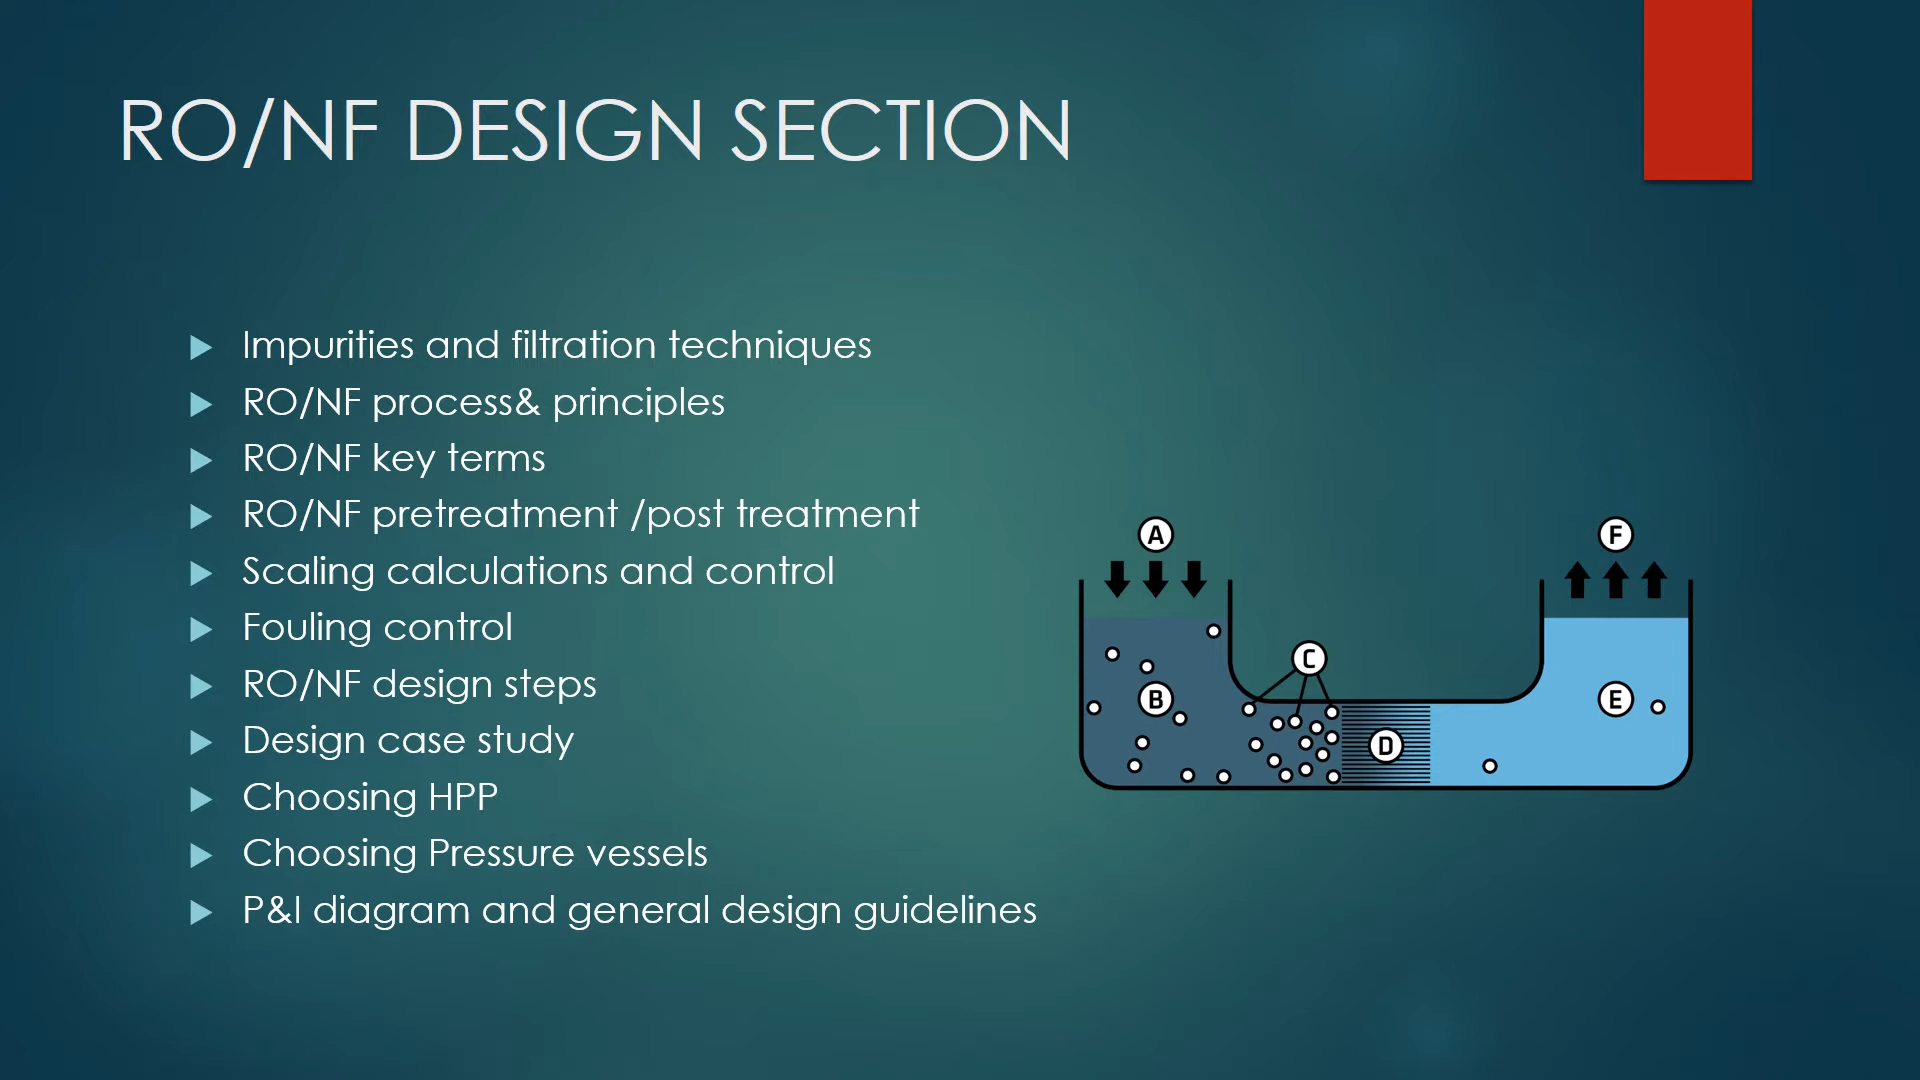 RO/NF DESIGN SECTION
Impurities and filtration techniques
RO/NF process& principles
RO/NF key terms
RO/NF pretreatment /post treatment
Scaling calculations and control
Fouling control
RO/NF design steps
Design case study
Choosing HPP
Choosing Pressure vessels
P&I diagram and general design guidelines
A
F
C
B
E
D